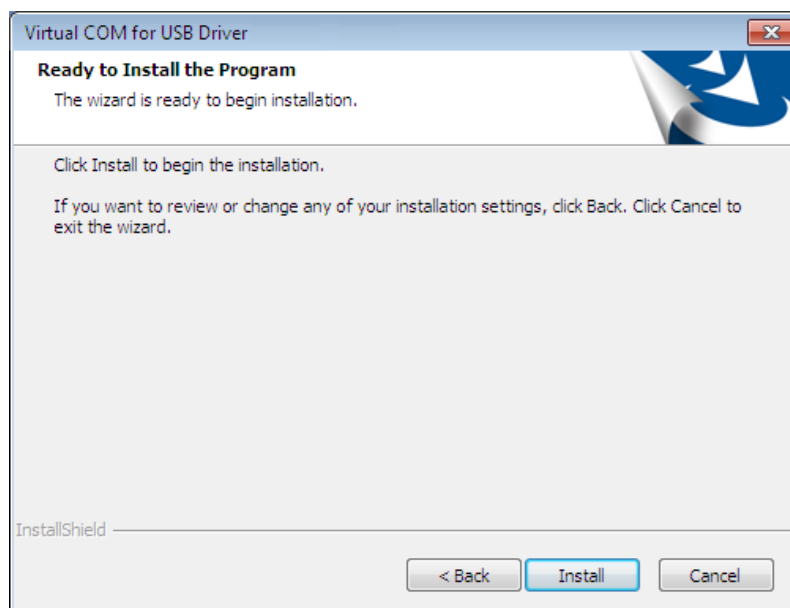 Virtual COM for USB Driver
Ready to Install the Program
The wizard is ready to begin installation.
Click Install to begin the installation.
If you want to review or change any of your installation settings, click Back. Click Cancel to
exit the wizard.
InstallShield
< Back Install Cancel